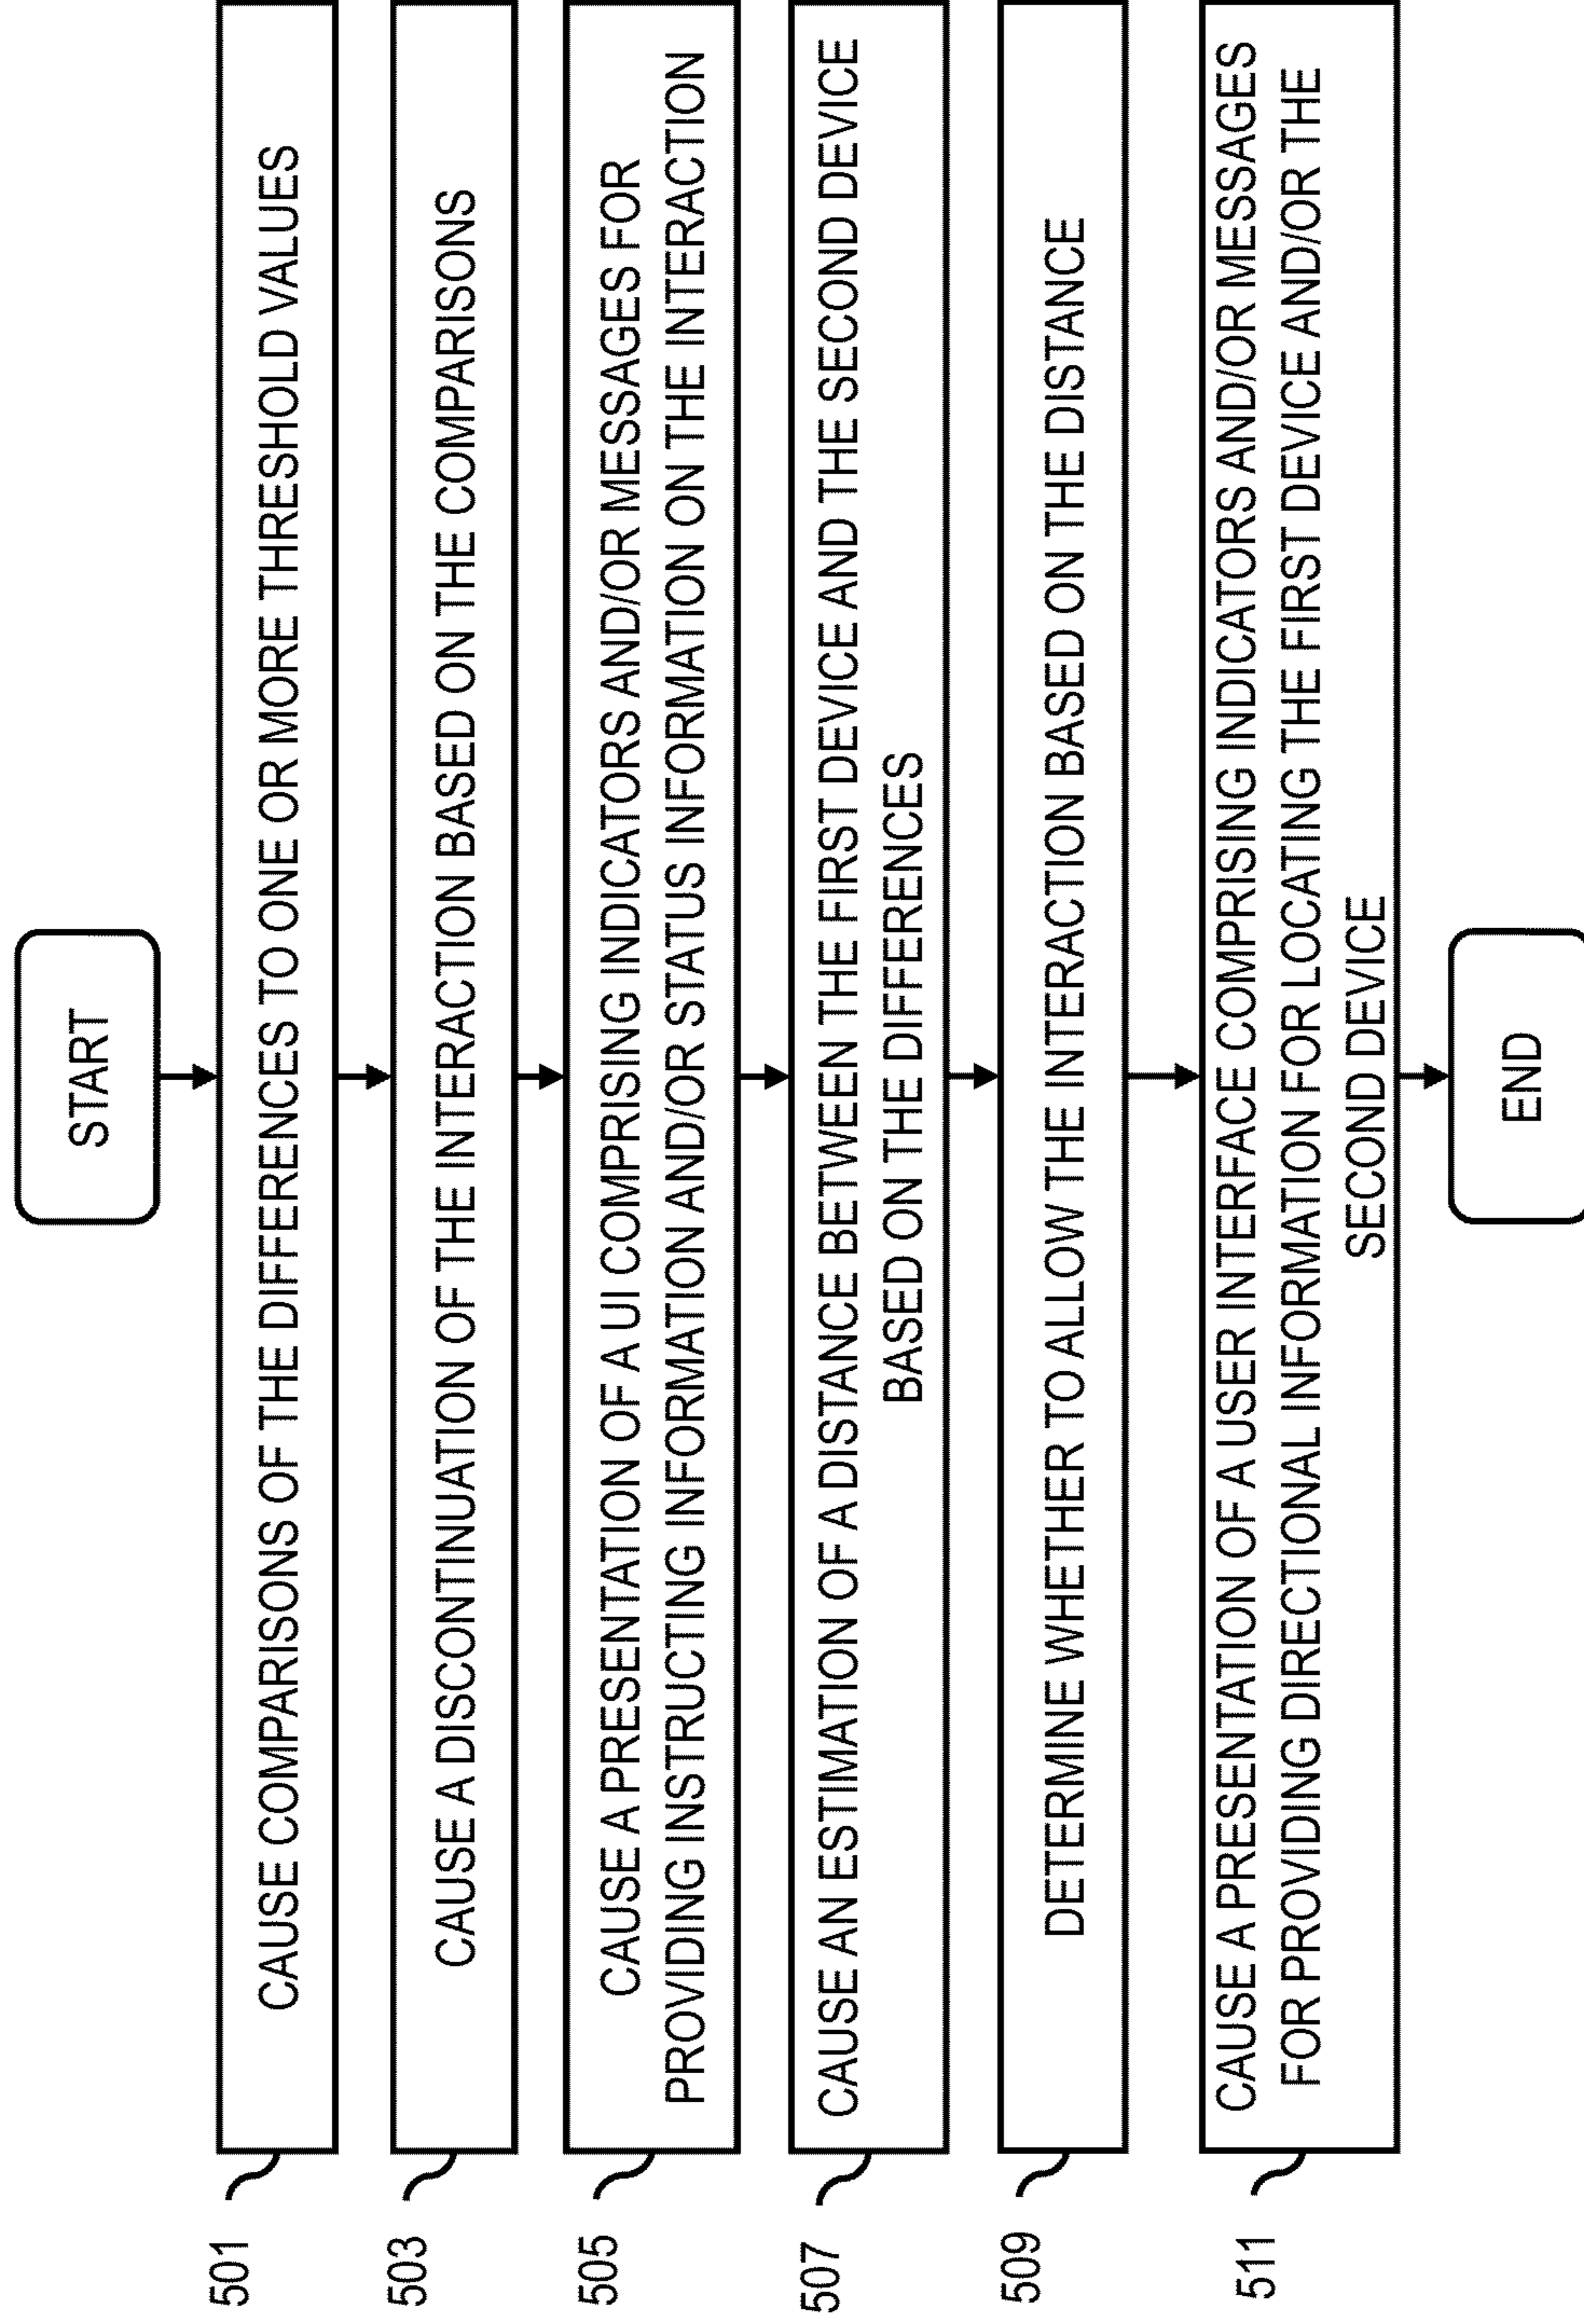 START
501
CAUSE COMPARISONS OF THE DIFFERENCES TO ONE OR MORE THRESHOLD VALUES
503
CAUSE A DISCONTINUATION OF THE INTERACTION BASED ON THE COMPARISONS
505
CAUSE A PRESENTATION OF A UI COMPRISING INDICATORS AND/OR MESSAGES FOR
PROVIDING INSTRUCTING INFORMATION AND/OR STATUS INFORMATION ON THE INTERACTION
507
CAUSE AN ESTIMATION OF A DISTANCE BETWEEN THE FIRST DEVICE AND THE SECOND DEVICE
BASED ON THE DIFFERENCES
509
DETERMINE WHETHER TO ALLOW THE INTERACTION BASED ON THE DISTANCE
511
CAUSE A PRESENTATION OF A USER INTERFACE COMPRISING INDICATORS AND/OR MESSAGES
FOR PROVIDING DIRECTIONAL INFORMATION FOR LOCATING THE FIRST DEVICE AND/OR THE
SECOND DEVICE
END